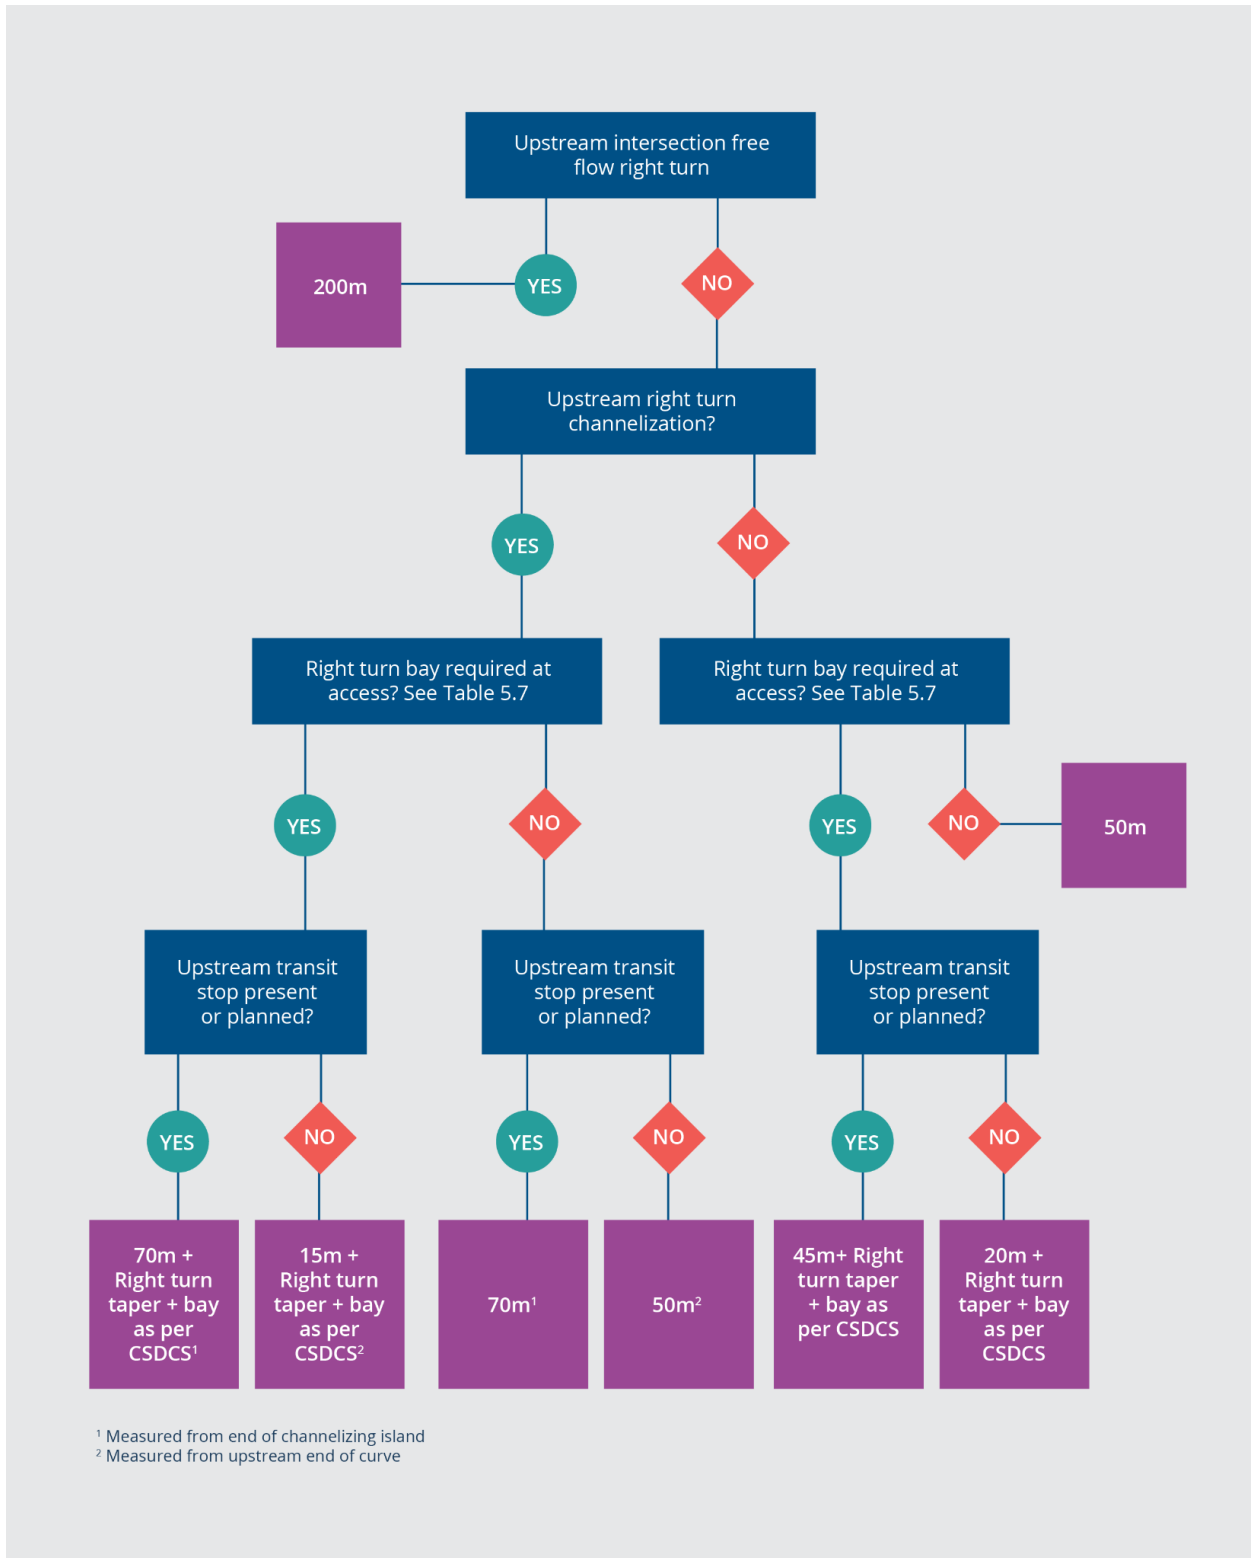 Upstream intersection free
flow right turn
200m
YES
NO
Upstream right turn
channelization?
YES
NO
Right turn bay required at
access? See Table 5.7
Right turn bay required at
access? See Table 5.7
YES
NO
YES
NO
50m
Upstream transit
stop present
or planned?
Upstream transit
stop present
or planned?
Upstream transit
stop present
or planned?
YES
NO
YES
NO
YES
NO
70m +
Right turn
taper + bay
as per
CSDCS¹
15m +
Right turn
taper + bay
as per
CSDCS²
70m¹
50m²
45m+ Right
turn taper
+ bay as
per CSDCS
20m +
Right turn
taper + bay
as per
CSDCS
¹ Measured from end of channelizing island
² Measured from upstream end of curve